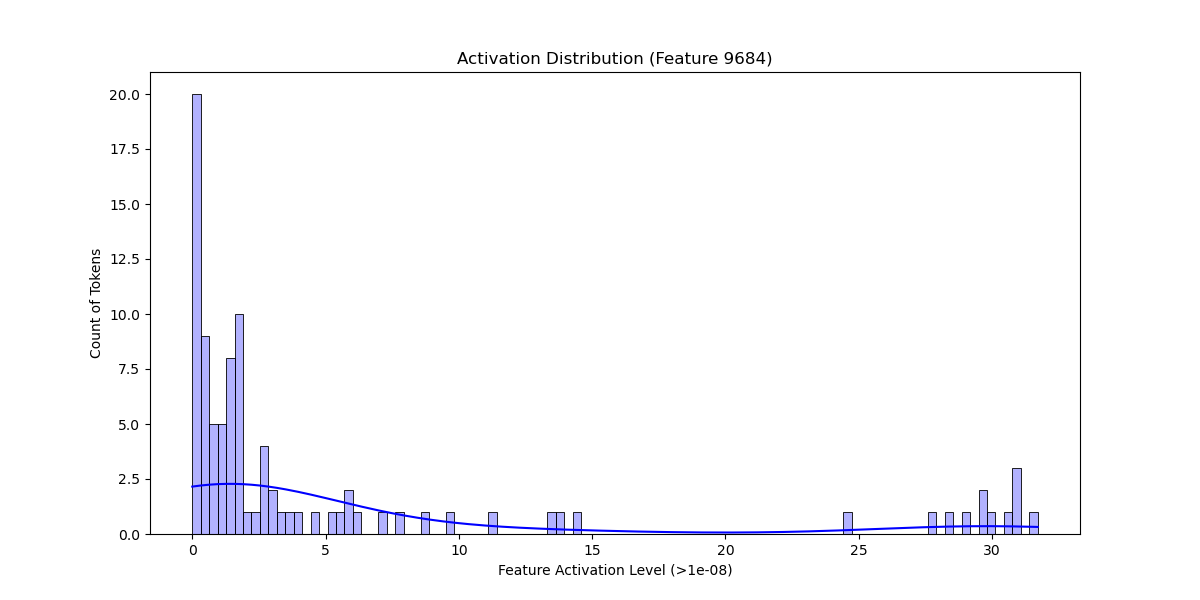 Activation Distribution (Feature 9684)
20.0
17.5
15.0
12.5
10.0
7.5
5.0
2.5
0.0
Count of Tokens
0 5 10 15 20 25 30
Feature Activation Level (>1e-08)